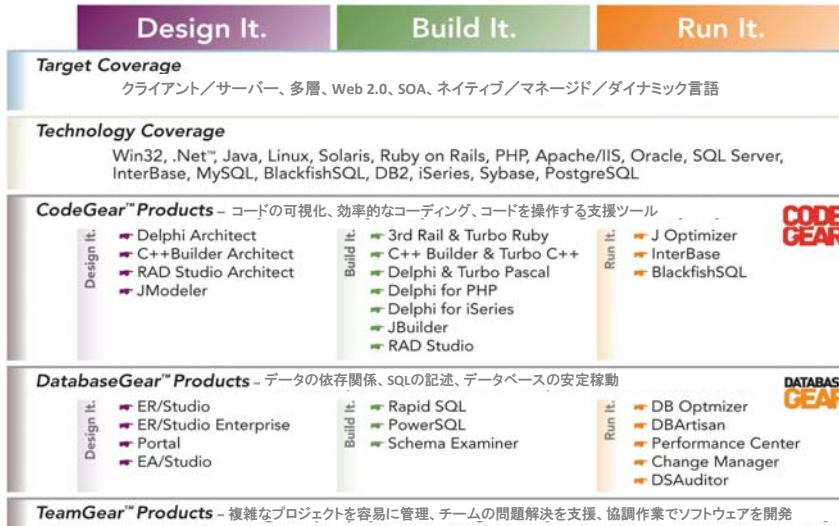 Design It. Build It. Run It.
Target Coverage
クライアント／サーバー、多層、Web 2.0、SOA、ネイティブ／マネージド／ダイナミック言語
Technology Coverage
Win32, .Net™, Java, Linux, Solaris, Ruby on Rails, PHP, Apache/IIS, Oracle, SQL Server,
InterBase, MySQL, BlackfishSQL, DB2, iSeries, Sybase, PostgreSQL
CodeGear™ Products – コードの可視化、効率的なコーディング、コードを操作する支援ツール
CODE
GEAR
Design It.
Delphi Architect
C++Builder Architect
RAD Studio Architect
JModeler
Build It.
3rd Rail & Turbo Ruby
C++ Builder & Turbo C++
Delphi & Turbo Pascal
Delphi for PHP
Delphi for iSeries
JBuilder
RAD Studio
Run It.
J Optimizer
InterBase
BlackfishSQL
DatabaseGear™ Products – データの依存関係、SQLの記述、データベースの安定稼動
DATABAS
GEAR
Design It.
ER/Studio
ER/Studio Enterprise
Portal
EA/Studio
Build It.
Rapid SQL
PowerSQL
Schema Examiner
Run It.
DB Optmizer
DBArtisan
Performance Center
Change Manager
DSAuditor
TeamGear™ Products – 複雑なプロジェクトを容易に管理、チームの問題解決を支援、協調作業でソフトウェアを開発